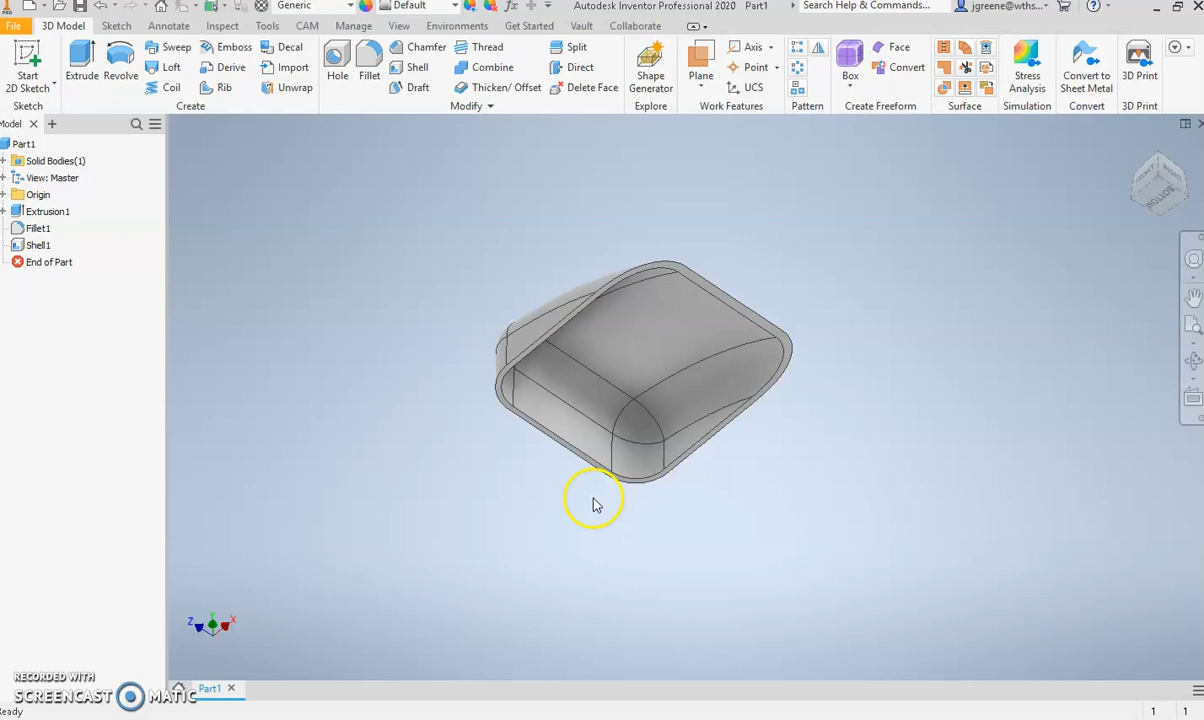 Generic
Default
Autodesk Inventor Professional 2020 Part1
Search Help & Commands...
jgreene@wths...
File
3D Model
Sketch
Annotate
Inspect
Tools
CAM
Manage
View
Environments
Get Started
Vault
Collaborate
Start
2D Sketch
Sketch
Extrude
Revolve
Sweep
Loft
Coil
Emboss
Derive
Rib
Decal
Import
Unwrap
Create
Hole
Fillet
Chamfer
Shell
Draft
Thread
Combine
Thicken/ Offset
Split
Direct
Delete Face
Modify
Shape
Generator
Explore
Plane
Axis
Point
UCS
Work Features
Pattern
Box
Face
Convert
Create Freeform
Surface
Stress
Analysis
Simulation
Convert to
Sheet Metal
Convert
3D Print
3D Print
Model
Part1
Solid Bodies(1)
View: Master
Origin
Extrusion1
Fillet1
Shell1
End of Part
BOTTOM
Z
Y
X
RECORDED WITH
SCREENCAST MATIC
Part1
Ready
1
1